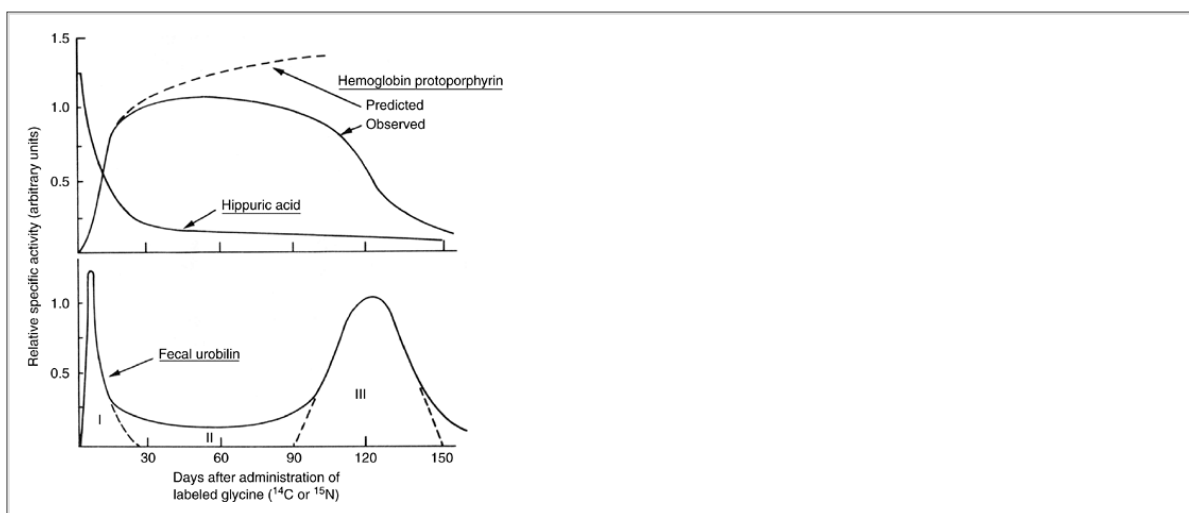 Relative specific activity (arbitrary units)
1.5
1.0
0.5
Hemoglobin protoporphyrin
Predicted
Observed
Hippuric acid
1.0
0.5
Fecal urobilin
I
II
III
30 60 90 120 150
Days after administration of
labeled glycine (¹⁴C or ¹⁵N)